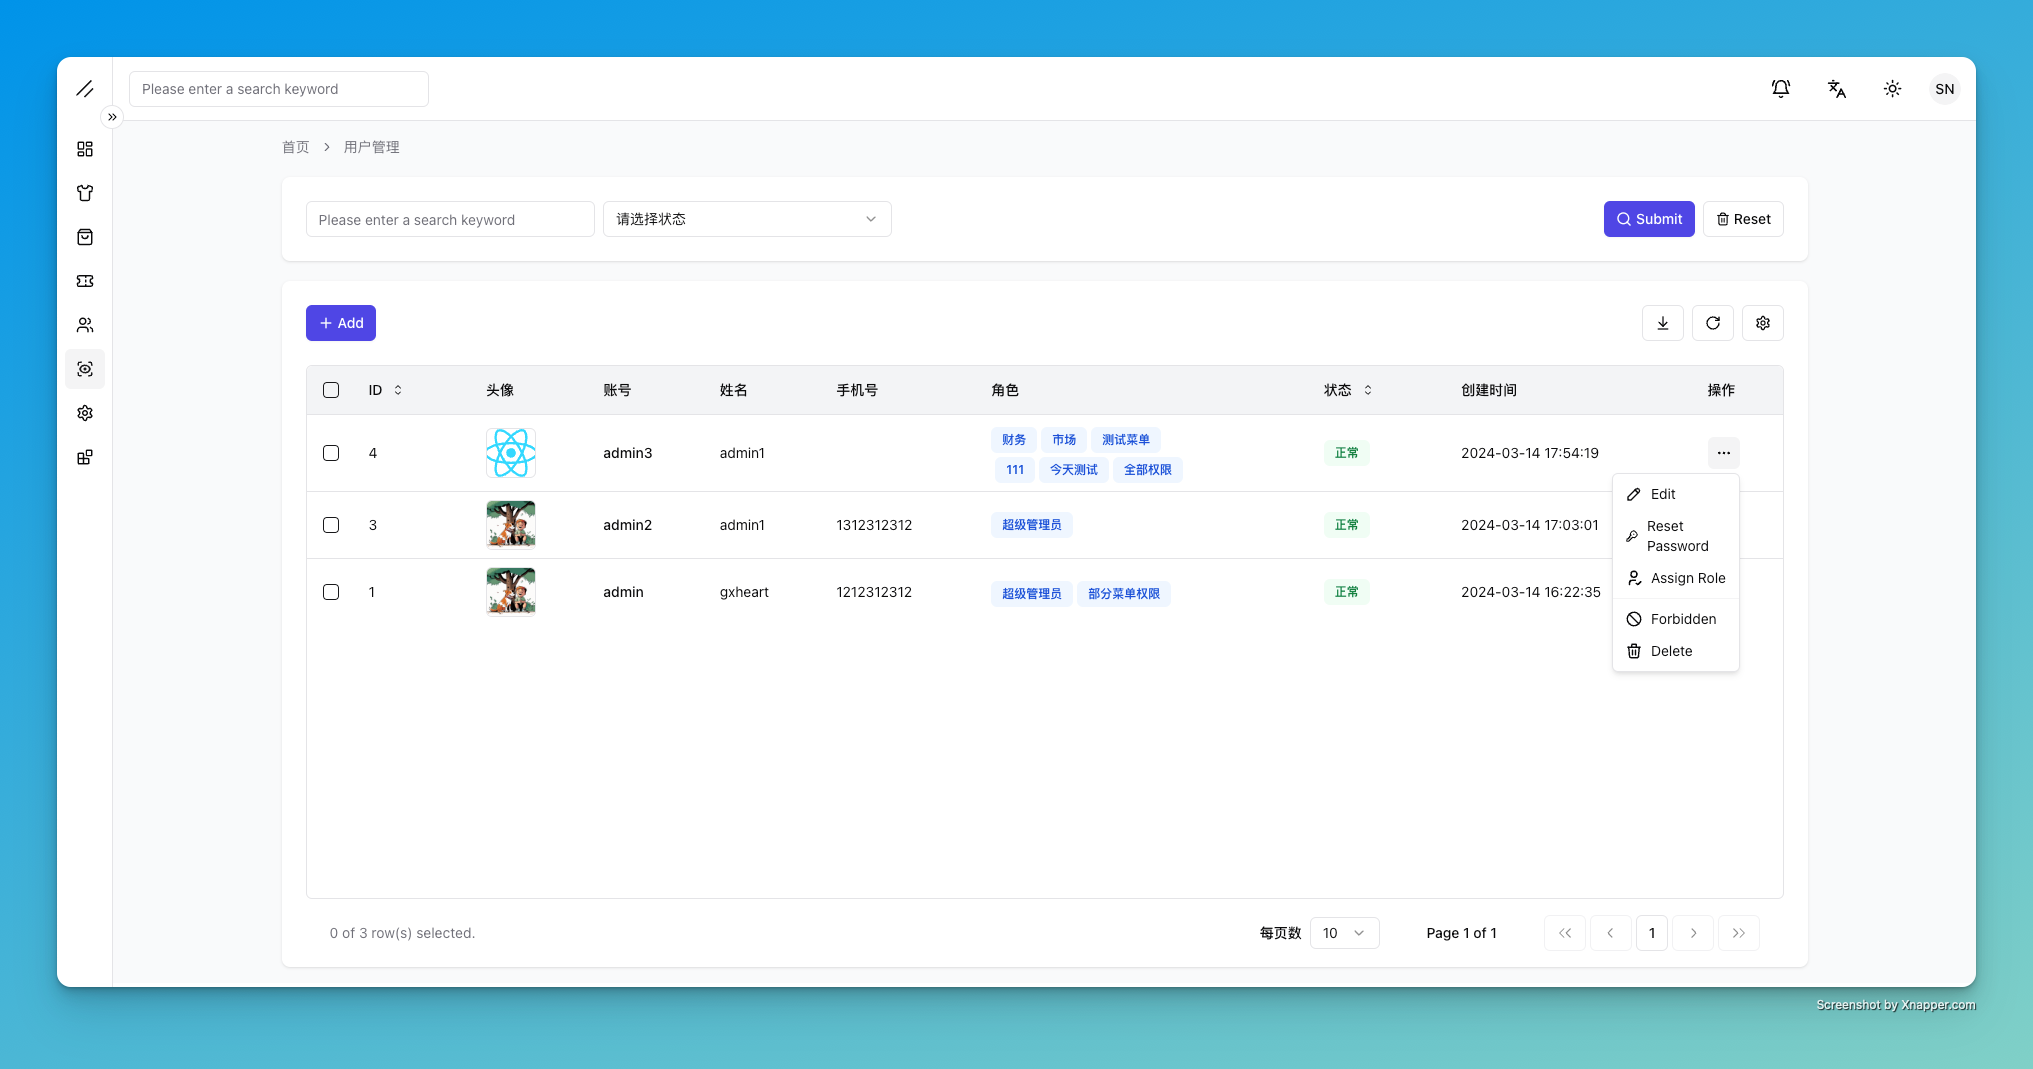 Please enter a search keyword
SN
首页 用户管理
Please enter a search keyword
请选择状态
Submit
Reset
Add
ID 头像 账号 姓名 手机号 角色 状态 创建时间 操作
4 admin3 admin1 财务 市场 测试菜单 正常 2024-03-14 17:54:19
111 今天测试 全部权限
3 admin2 admin1 1312312312 超级管理员 正常 2024-03-14 17:03:01
1 admin gxheart 1212312312 超级管理员 部分菜单权限 正常 2024-03-14 16:22:35
Edit
Reset
Password
Assign Role
Forbidden
Delete
0 of 3 row(s) selected.
每页数 10 Page 1 of 1 1
Screenshot by Xnapper.com